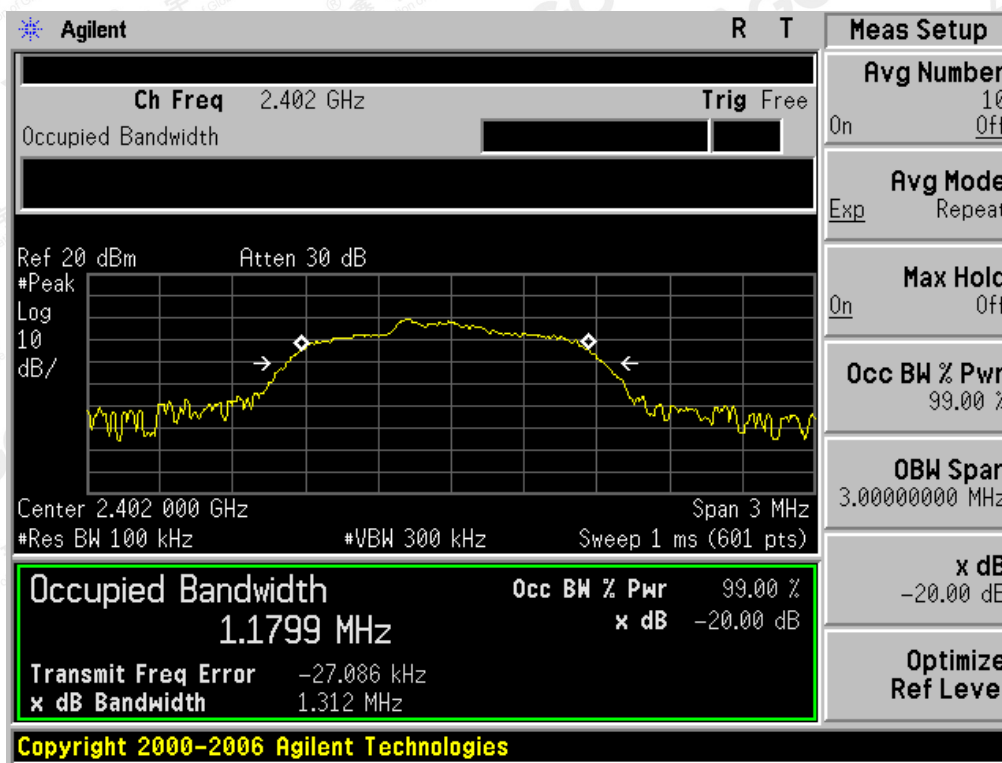 Agilent R T Meas Setup
Ch Freq 2.402 GHz Trig Free
Occupied Bandwidth
Avg Number
10
On Off
Avg Mode
Exp Repeat
Max Hold
On Off
Occ BW % Pwr
99.00 %
OBW Span
3.00000000 MHz
x dB
-20.00 dB
Optimize
Ref Level
Ref 20 dBm Atten 30 dB
#Peak
Log
10
dB/
Center 2.402 000 GHz Span 3 MHz
#Res BW 100 kHz #VBW 300 kHz Sweep 1 ms (601 pts)
Occupied Bandwidth Occ BW % Pwr 99.00 %
1.1799 MHz x dB -20.00 dB
Transmit Freq Error -27.086 kHz
x dB Bandwidth 1.312 MHz
Copyright 2000-2006 Agilent Technologies